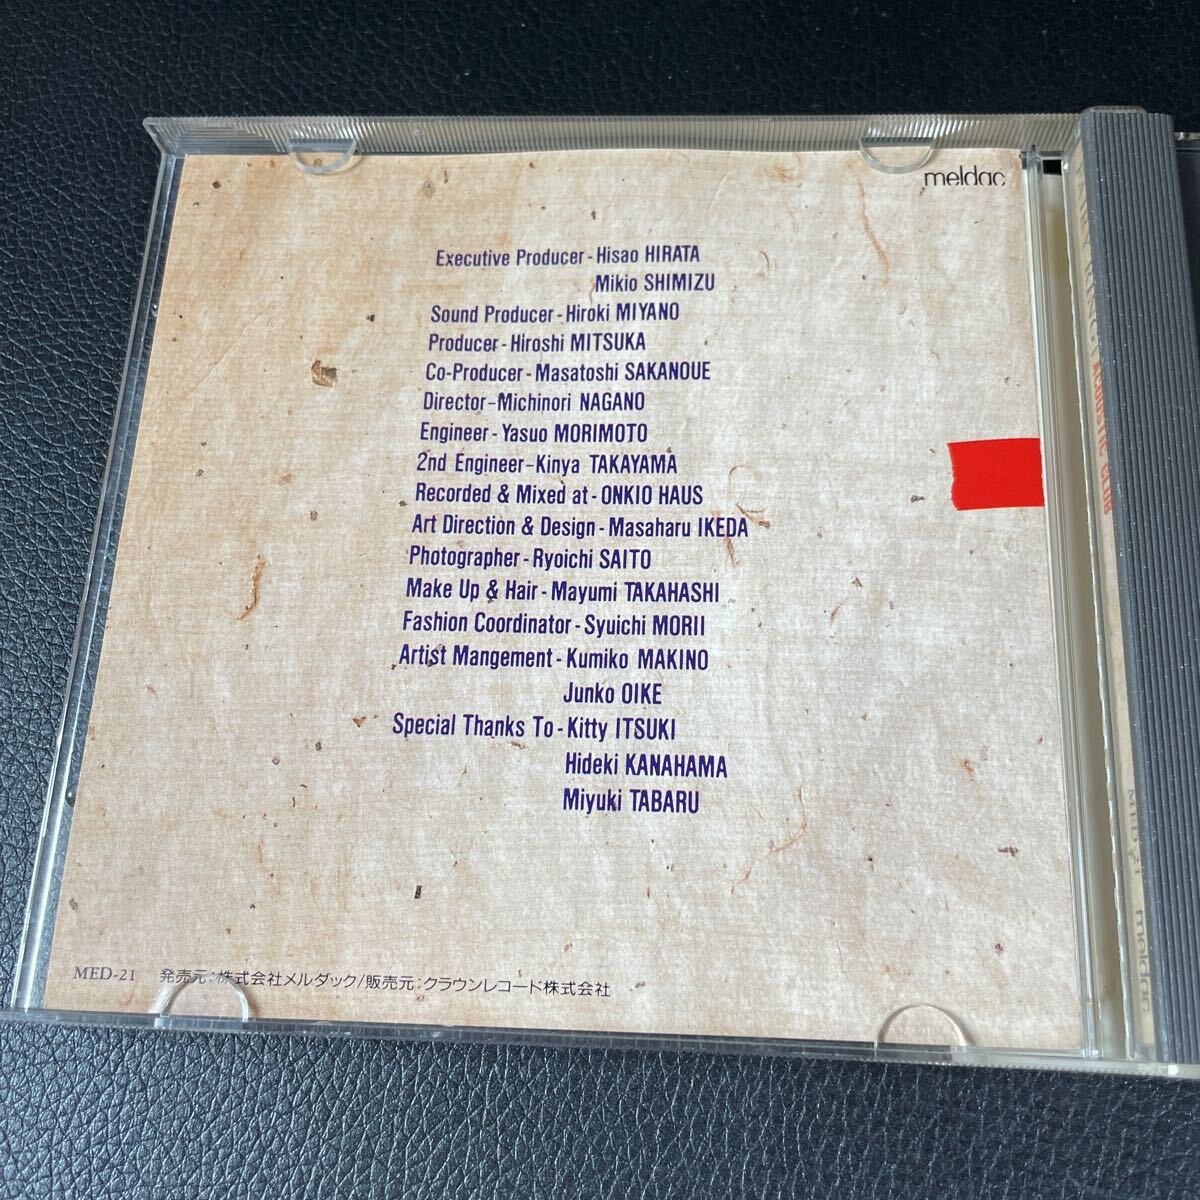 meldac
Executive Producer - Hisao HIRATA
Mikio SHIMIZU
Sound Producer - Hiroki MIYANO
Producer - Hiroshi MITSUKA
Co-Producer - Masatoshi SAKANOUE
Director - Michinori NAGANO
Engineer - Yasuo MORIMOTO
2nd Engineer - Kinya TAKAYAMA
Recorded & Mixed at - ONKIO HAUS
Art Direction & Design - Masaharu IKEDA
Photographer - Ryoichi SAITO
Make Up & Hair - Mayumi TAKAHASHI
Fashion Coordinator - Syuichi MORII
Artist Mangement - Kumiko MAKINO
Junko OIKE
Special Thanks To - Kitty ITSUKI
Hideki KANAHAMA
Miyuki TABARU
MED-21 発売元:株式会社メルダック/販売元:クラウンレコード株式会社
ACOUSTIC CLUB
meldac